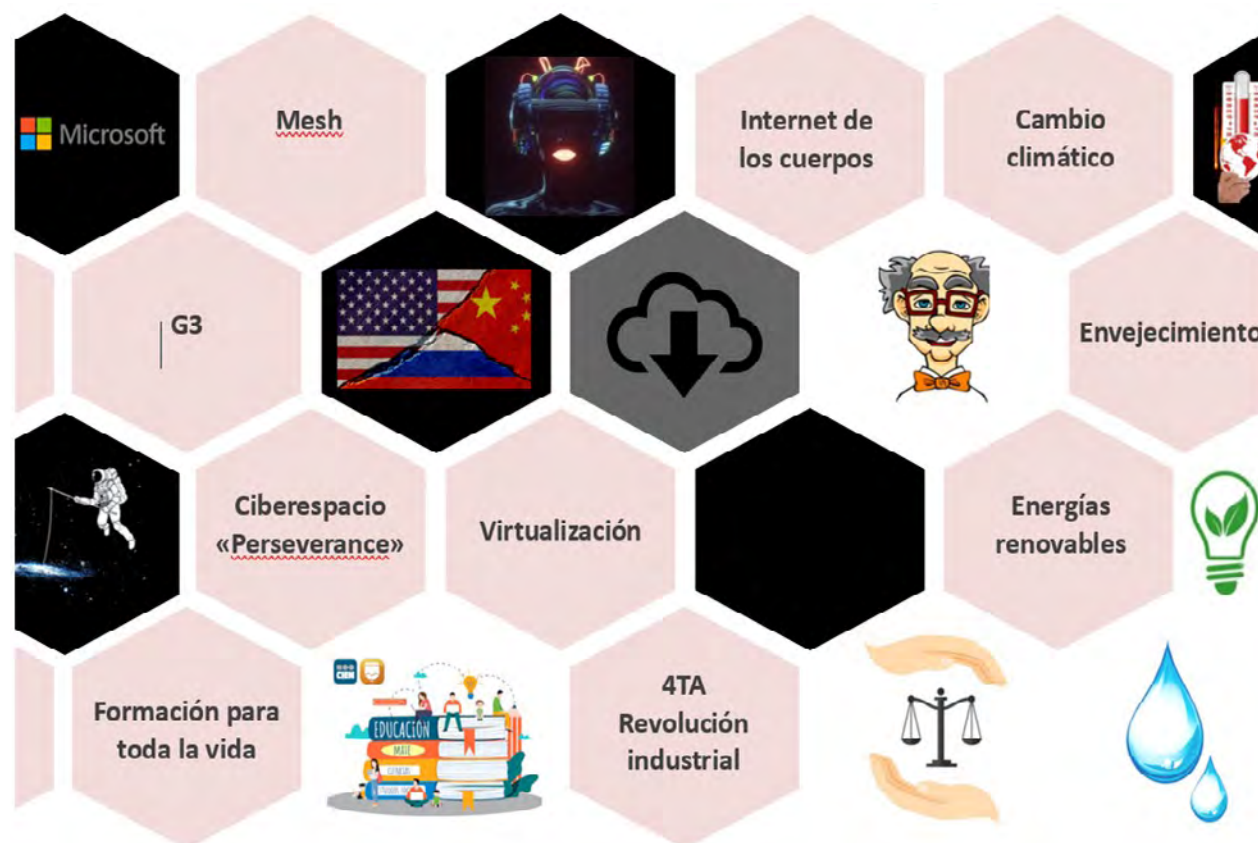 Microsoft
Mesh
Internet de
los cuerpos
Cambio
climático
G3
Envejecimiento
Ciberespacio
«Perseverance»
Virtualización
Energías
renovables
Formación para
toda la vida
EDUCACIÓN
MATE
4TA
Revolución
industrial